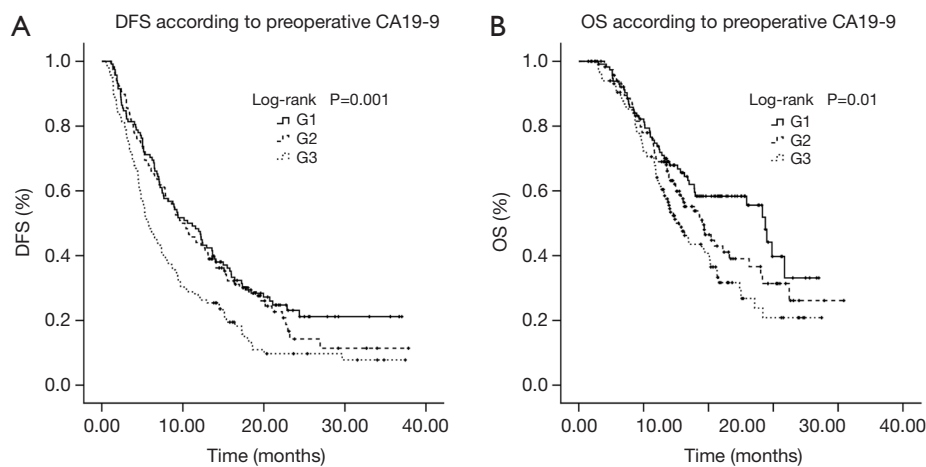 A
DFS according to preoperative CA19-9
DFS (%)
1.0
0.8
0.6
0.4
0.2
0.0
Log-rank P=0.001
G1
G2
G3
0.00 10.00 20.00 30.00 40.00
Time (months)
B
OS according to preoperative CA19-9
OS (%)
1.0
0.8
0.6
0.4
0.2
0.0
Log-rank P=0.01
G1
G2
G3
0.00 10.00 20.00 30.00 40.00
Time (months)